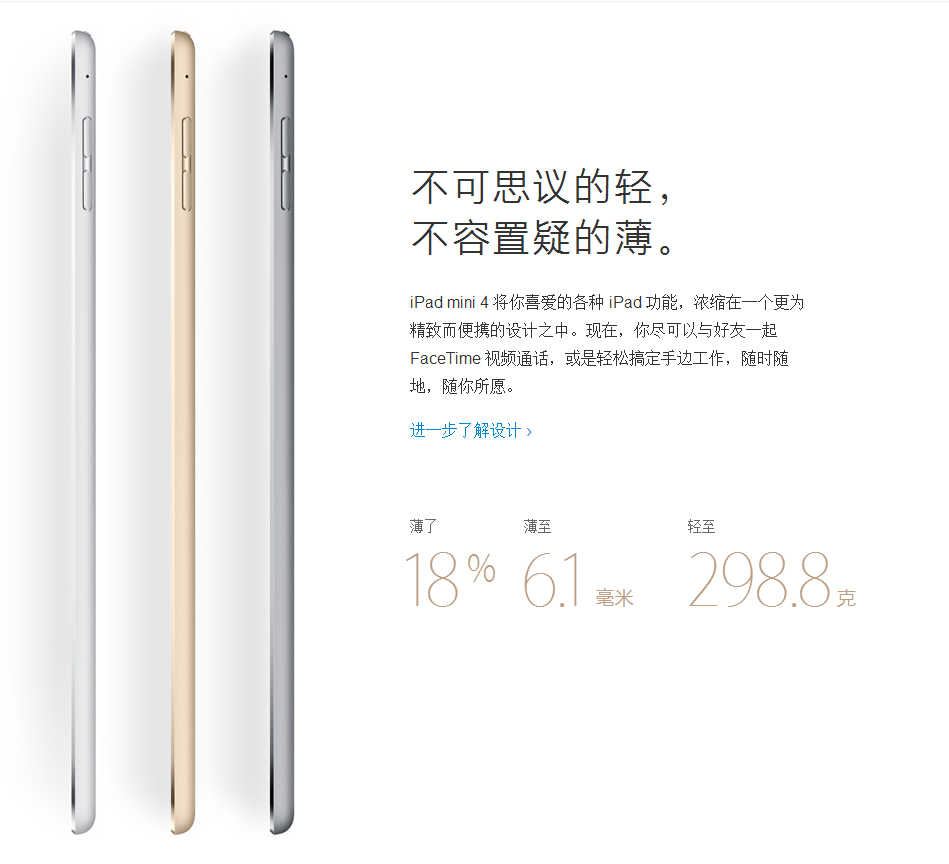 不可思议的轻，
不容置疑的薄。
iPad mini 4 将你喜爱的各种 iPad 功能，浓缩在一个更为
精致而便携的设计之中。现在，你尽可以与好友一起
FaceTime 视频通话，或是轻松搞定手边工作，随时随
地，随你所愿。
进一步了解设计 ›
薄了 薄至 轻至
18% 6.1 毫米 298.8 克